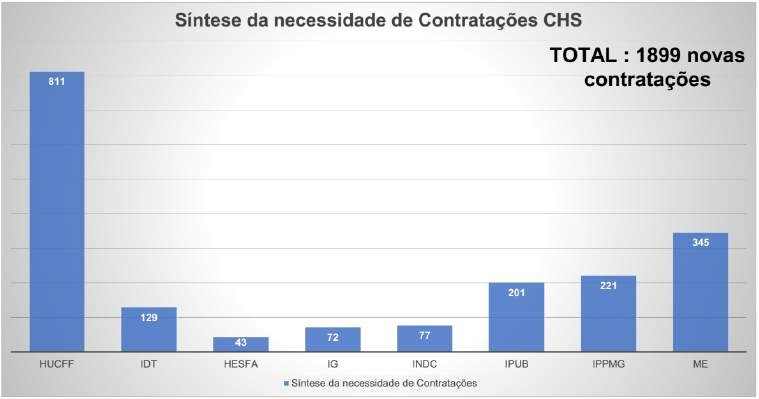 Síntese da necessidade de Contratações CHS
TOTAL : 1899 novas
contratações
811
129
43
72
77
201
221
345
HUCFF
IDT
HESFA
IG
INDC
IPUB
IPPMG
ME
Síntese da necessidade de Contratações